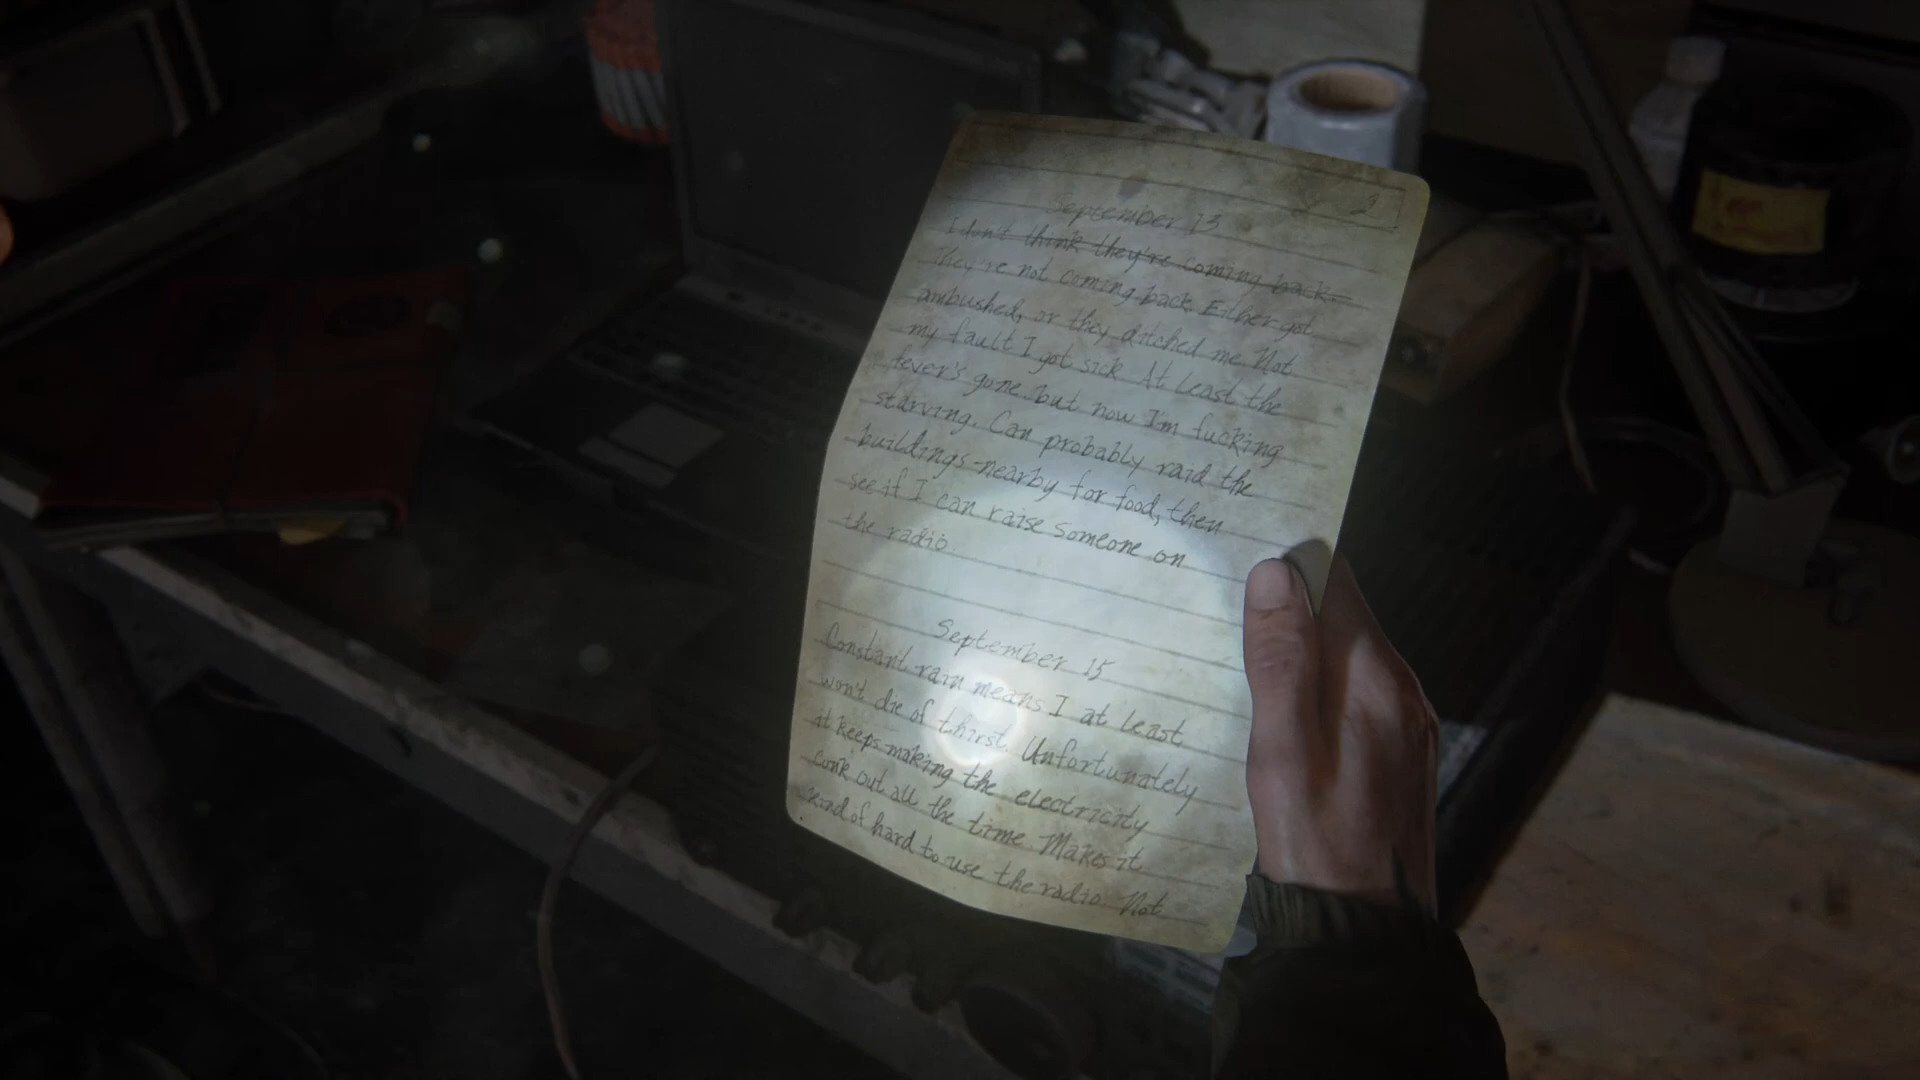 2
September 13
I don't think they're coming back.
They're not coming back. Either got
ambushed, or they ditched me. Not
my fault I got sick. At least the
fever's gone but now I'm fucking
starving. Can probably raid the
buildings nearby for food, then
see if I can raise someone on
the radio.
September 15
Constant rain means I at least
won't die of thirst. Unfortunately
it keeps making the electricity
conk out all the time. Makes it
kind of hard to use the radio. Not